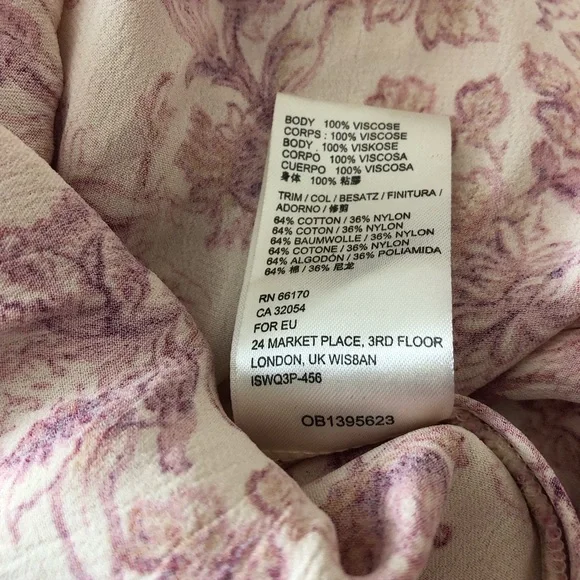 BODY 100% VISCOSE
CORPS : 100% VISCOSE
BODY . 100% VISKOSE
CORPO 100% VISCOSA
CUERPO 100% VISCOSA
身体 100% 粘膠
TRIM / COL / BESATZ / FINITURA /
ADORNO / 修剪
64% COTTON / 36% NYLON
64% COTON / 36% NYLON
64% BAUMWOLLE / 36% NYLON
64% COTONE / 36% NYLON
64% ALGODÓN / 36% POLIAMIDA
64% 棉 / 36% 尼龙
RN 66170
CA 32054
FOR EU
24 MARKET PLACE, 3RD FLOOR
LONDON, UK WIS8AN
ISWQ3P-456
OB1395623